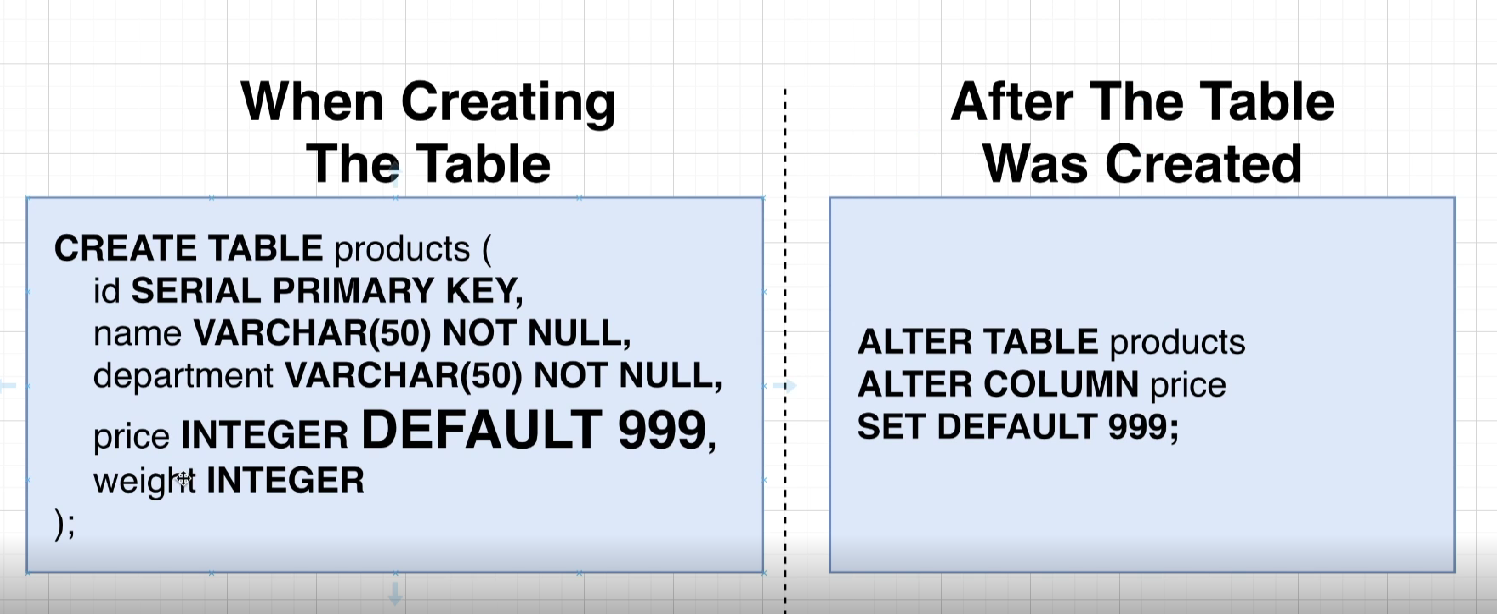 When Creating
The Table
CREATE TABLE products (
id SERIAL PRIMARY KEY,
name VARCHAR(50) NOT NULL,
department VARCHAR(50) NOT NULL,
price INTEGER DEFAULT 999,
weight INTEGER
);
After The Table
Was Created
ALTER TABLE products
ALTER COLUMN price
SET DEFAULT 999;